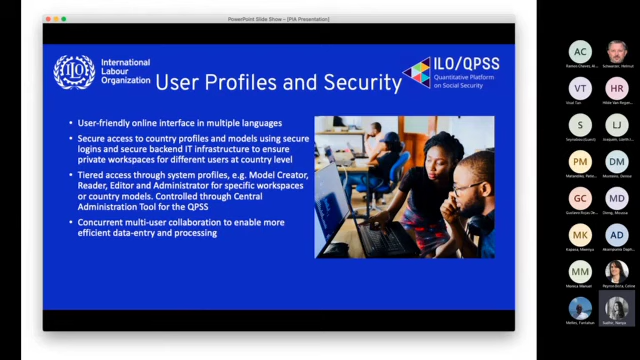 PowerPoint Slide Show - [PIA Presentation]
International
Labour
Organization
User Profiles and Security
ILO/QPSS
Quantitative Platform
on Social Security
• User-friendly online interface in multiple languages
• Secure access to country profiles and models using secure
logins and secure backend IT infrastructure to ensure
private workspaces for different users at country level
• Tiered access through system profiles, e.g. Model Creator,
Reader, Editor and Administrator for specific workspaces
or country models. Controlled through Central
Administration Tool for the QPSS
• Concurrent multi-user collaboration to enable more
efficient data-entry and processing
AC
VT
HR
Hilde Van Regen
S
LJ
PM
DM
GC
MD
MK
AD
MM
Marisca Manuel